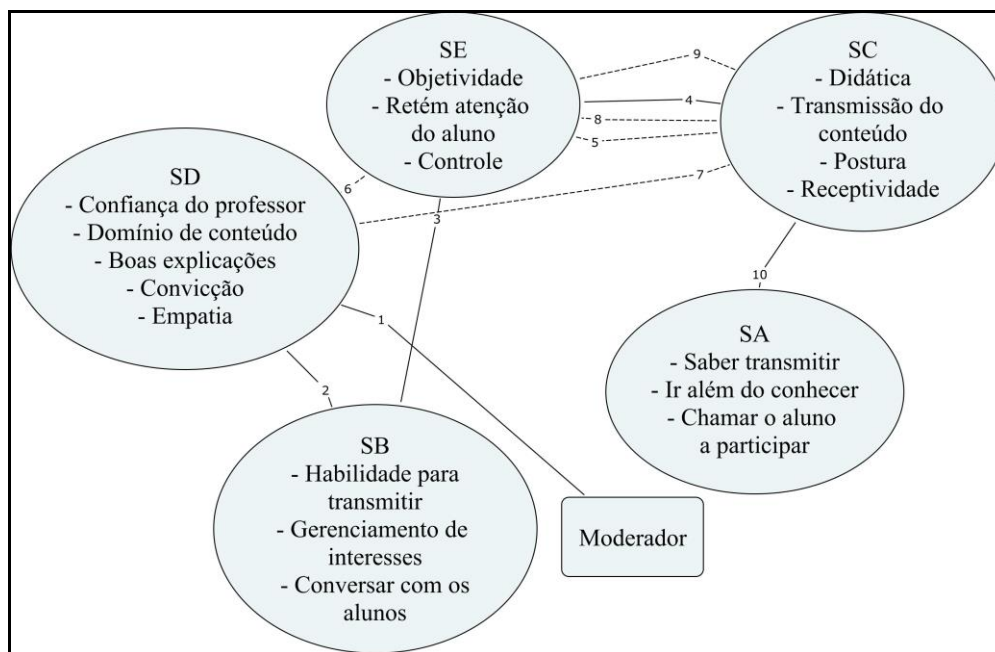 SE
- Objetividade
- Retém atenção
do aluno
- Controle
SC
- Didática
- Transmissão do
conteúdo
- Postura
- Receptividade
SD
- Confiança do professor
- Domínio de conteúdo
- Boas explicações
- Convicção
- Empatia
SA
- Saber transmitir
- Ir além do conhecer
- Chamar o aluno
a participar
SB
- Habilidade para
transmitir
- Gerenciamento de
interesses
- Conversar com os
alunos
Moderador
9
4
8
5
6
7
3
10
1
2